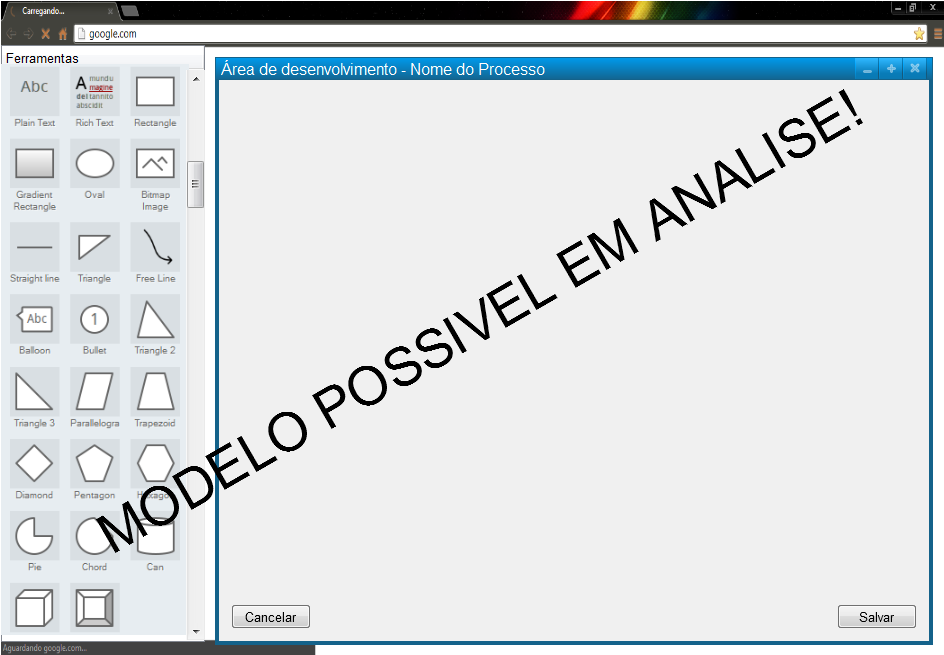 Carregando...
google.com
Ferramentas
Abc
A mundu
magine
del tannito
abscidit
Plain Text
Rich Text
Rectangle
Gradient
Rectangle
Oval
Bitmap
Image
Straight line
Triangle
Free Line
Abc
1
Balloon
Bullet
Triangle 2
Triangle 3
Parallelogra
Trapezoid
Diamond
Pentagon
Hexagon
Pie
Chord
Can
Aguardando google.com...
Área de desenvolvimento - Nome do Processo
MODELO POSSIVEL EM ANALISE!
Cancelar
Salvar